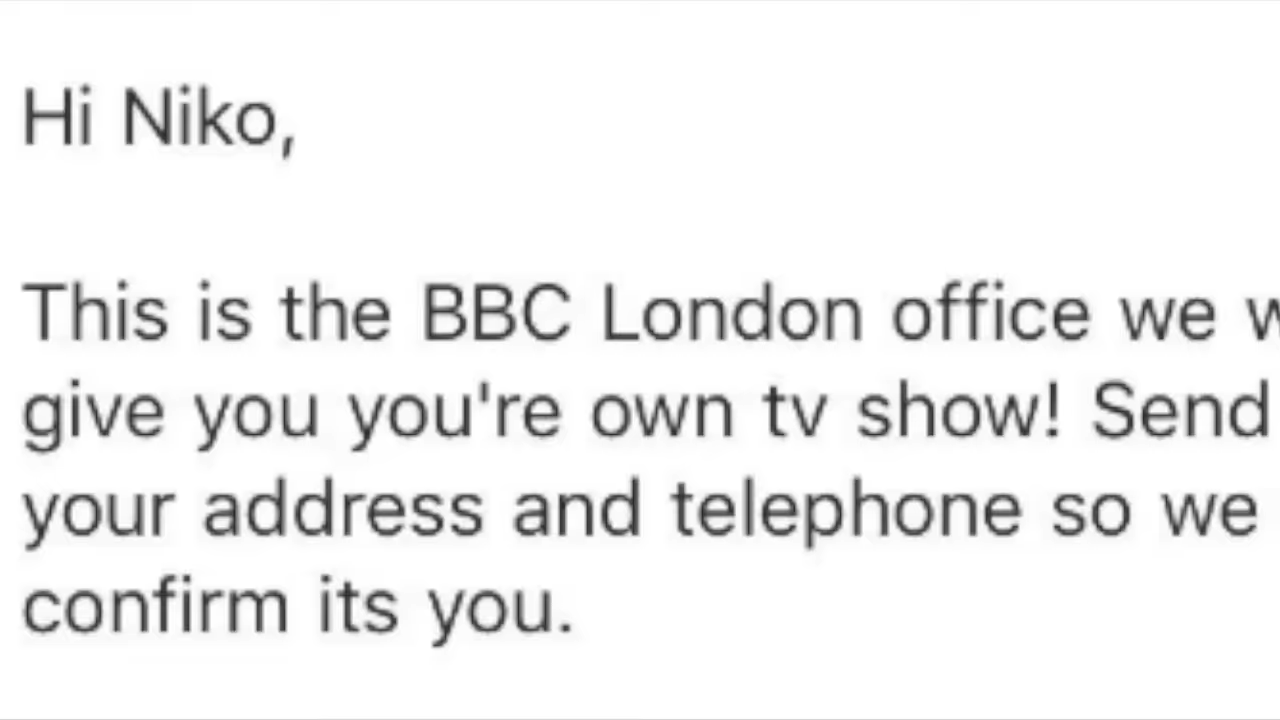 Hi Niko,
This is the BBC London office we
give you you're own tv show! Send
your address and telephone so we
confirm its you.